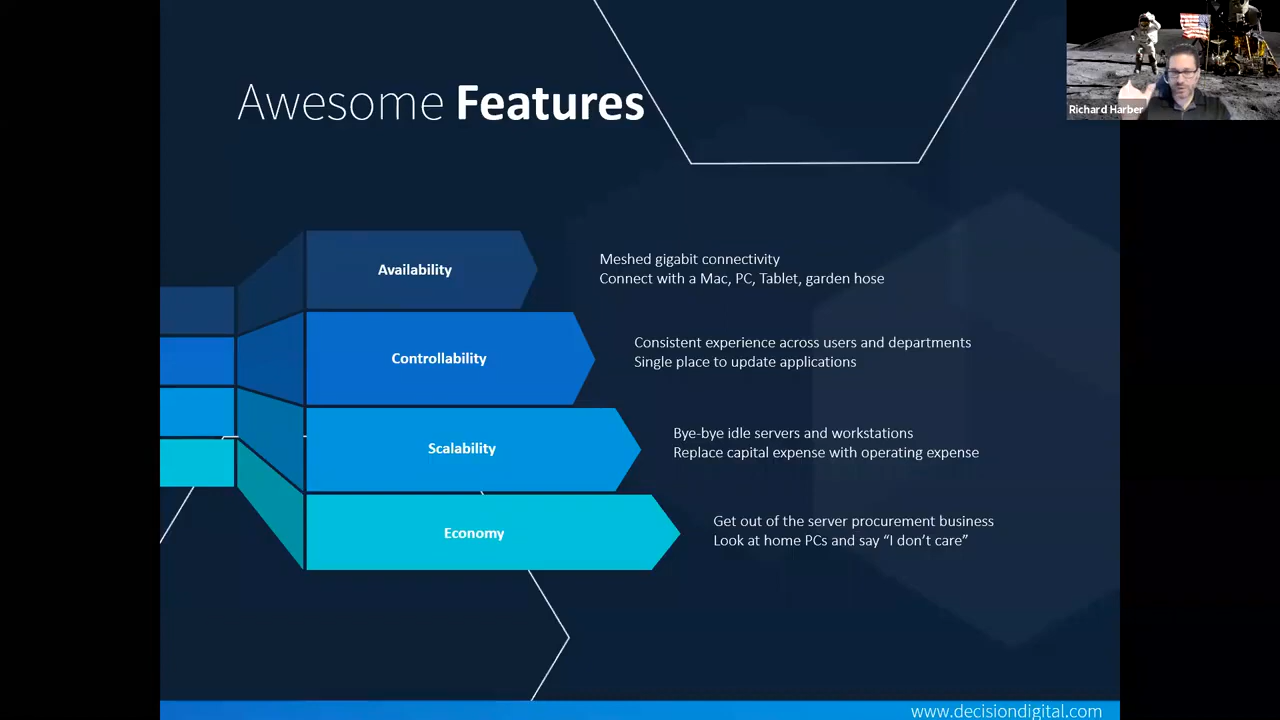 Awesome Features
Richard Harber
Availability
Meshed gigabit connectivity
Connect with a Mac, PC, Tablet, garden hose
Controllability
Consistent experience across users and departments
Single place to update applications
Scalability
Bye-bye idle servers and workstations
Replace capital expense with operating expense
Economy
Get out of the server procurement business
Look at home PCs and say “I don’t care”
www.decisiondigital.com